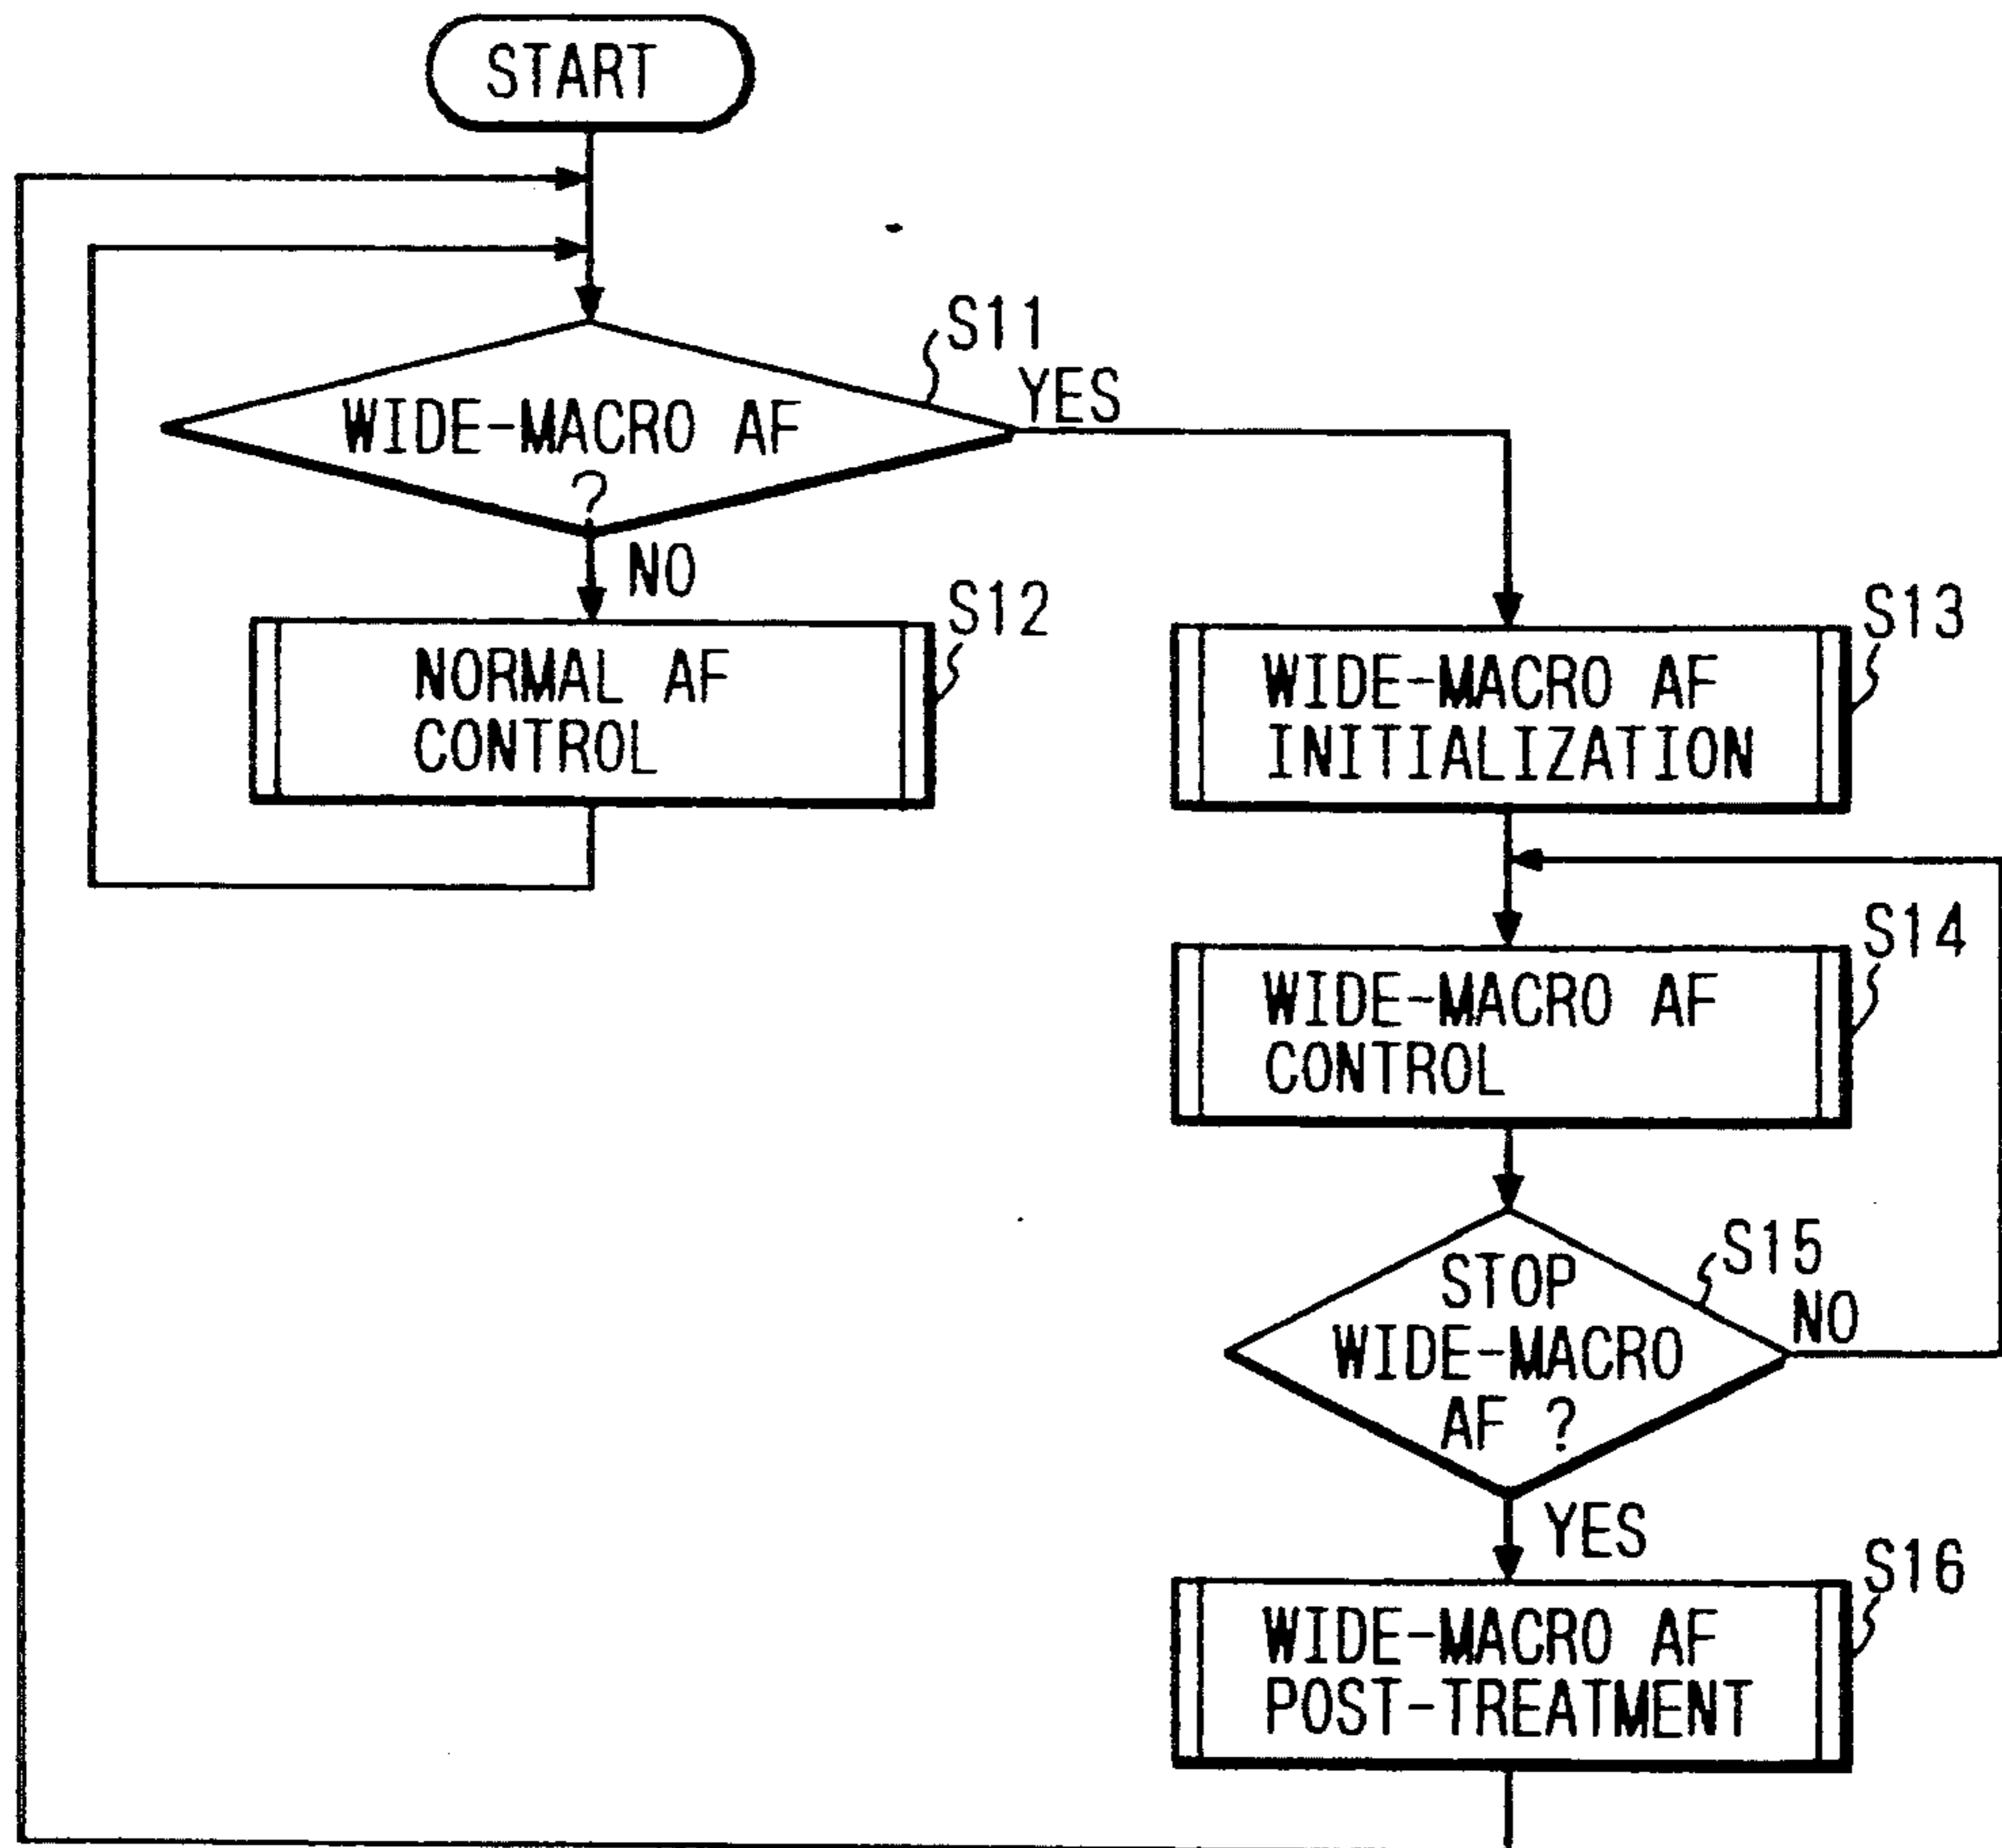 START
S11
YES
WIDE-MACRO AF
?
NO
S12
NORMAL AF
CONTROL
S13
WIDE-MACRO AF
INITIALIZATION
S14
WIDE-MACRO AF
CONTROL
S15
STOP
WIDE-MACRO
AF ?
NO
YES
S16
WIDE-MACRO AF
POST-TREATMENT